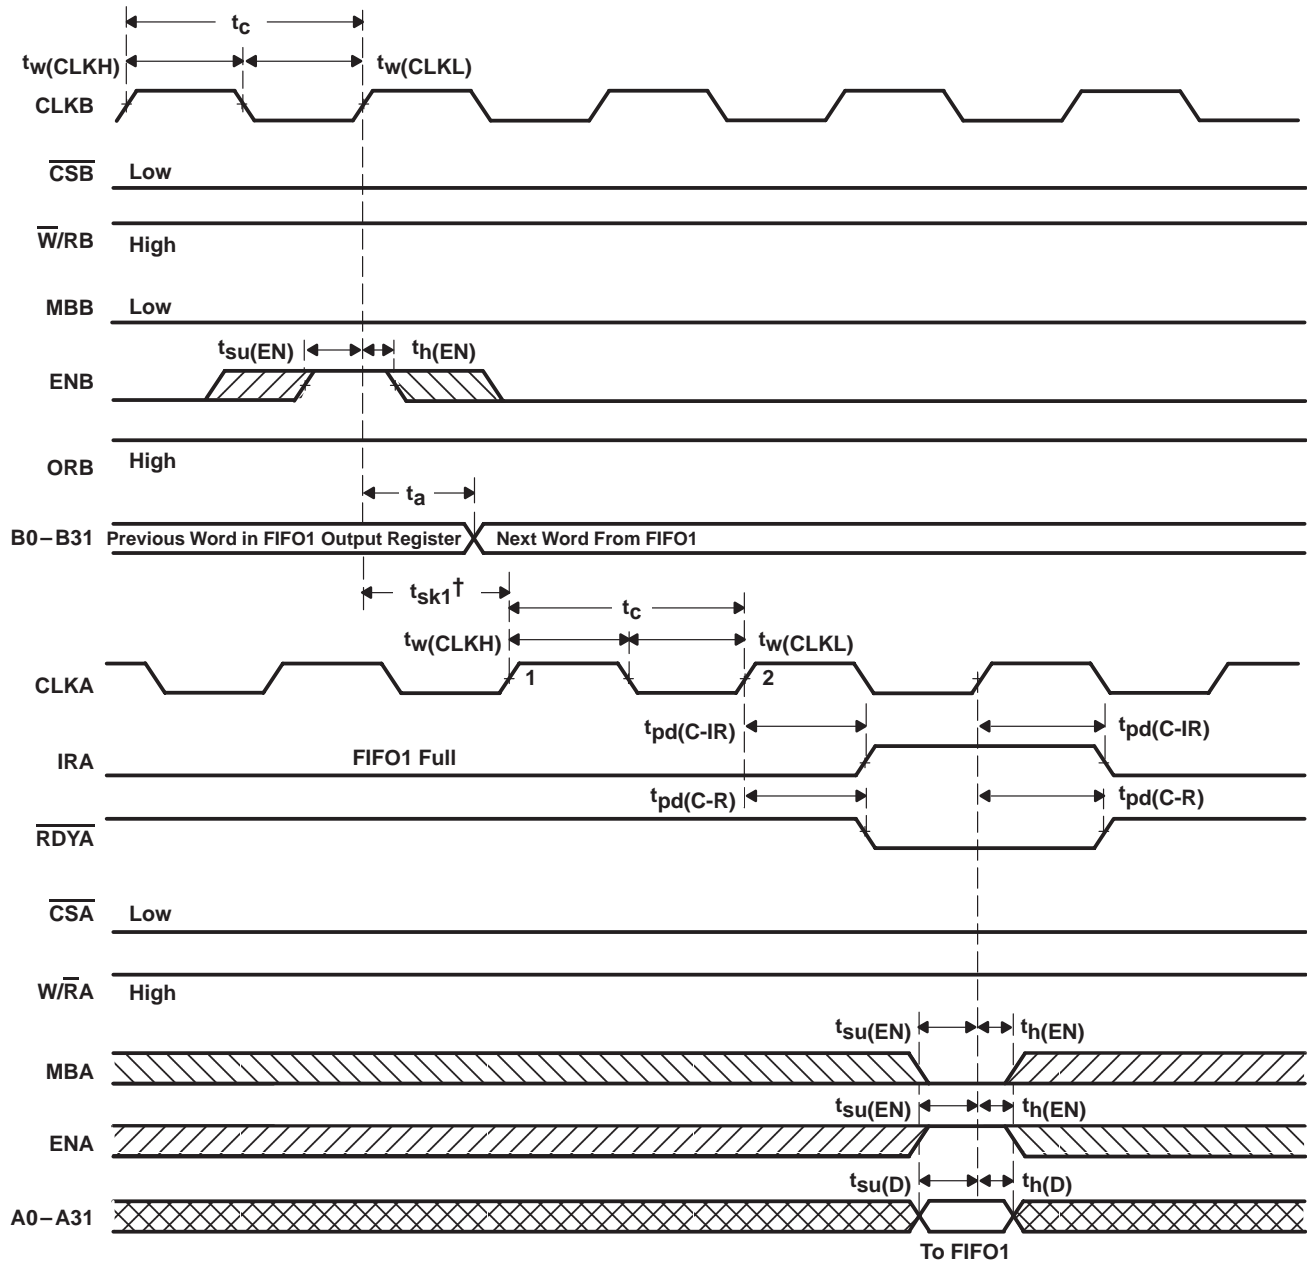 tc
tw(CLKH) tw(CLKL)
CLKB
CSB Low
W/RB High
MBB Low
tsu(EN) th(EN)
ENB
ORB High
ta
B0–B31 Previous Word in FIFO1 Output Register Next Word From FIFO1
tsk1† tc
tw(CLKH) tw(CLKL)
CLKA 1 2
tpd(C-IR) tpd(C-IR)
IRA FIFO1 Full
tpd(C-R) tpd(C-R)
RDYA
CSA Low
W/RA High
tsu(EN) th(EN)
MBA
tsu(EN) th(EN)
ENA
tsu(D) th(D)
A0–A31
To FIFO1